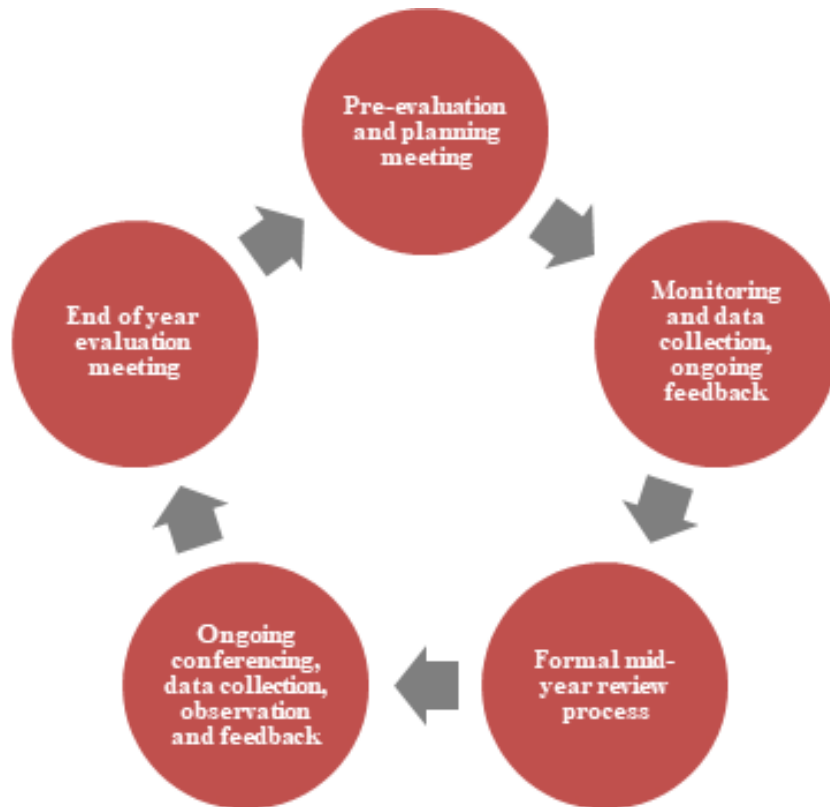 Pre-evaluation
and planning
meeting
Monitoring
and data
collection,
ongoing
feedback
Formal mid-
year review
process
Ongoing
conferencing,
data collection,
observation
and feedback
End of year
evaluation
meeting